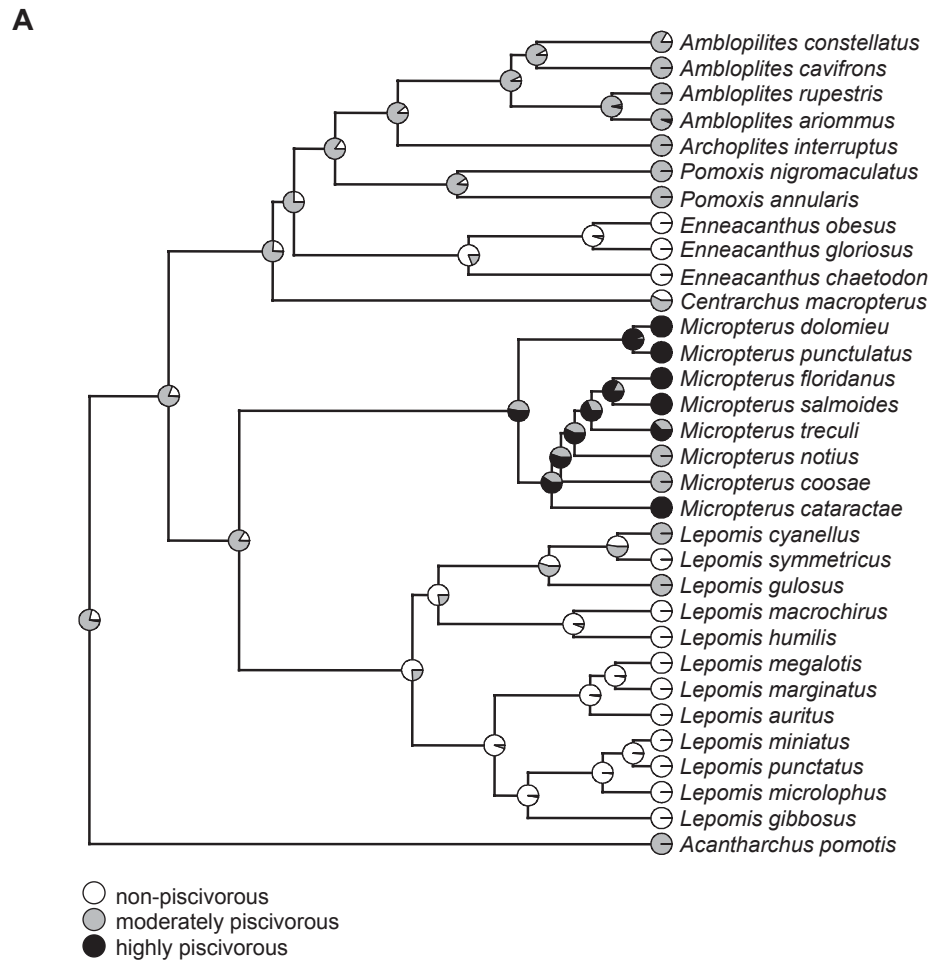 A
Amblopilites constellatus
Ambloplites cavifrons
Ambloplites rupestris
Ambloplites ariommus
Archoplites interruptus
Pomoxis nigromaculatus
Pomoxis annularis
Enneacanthus obesus
Enneacanthus gloriosus
Enneacanthus chaetodon
Centrarchus macropterus
Micropterus dolomieu
Micropterus punctulatus
Micropterus floridanus
Micropterus salmoides
Micropterus treculi
Micropterus notius
Micropterus coosae
Micropterus cataractae
Lepomis cyanellus
Lepomis symmetricus
Lepomis gulosus
Lepomis macrochirus
Lepomis humilis
Lepomis megalotis
Lepomis marginatus
Lepomis auritus
Lepomis miniatus
Lepomis punctatus
Lepomis microlophus
Lepomis gibbosus
Acantharchus pomotis
non-piscivorous
moderately piscivorous
highly piscivorous